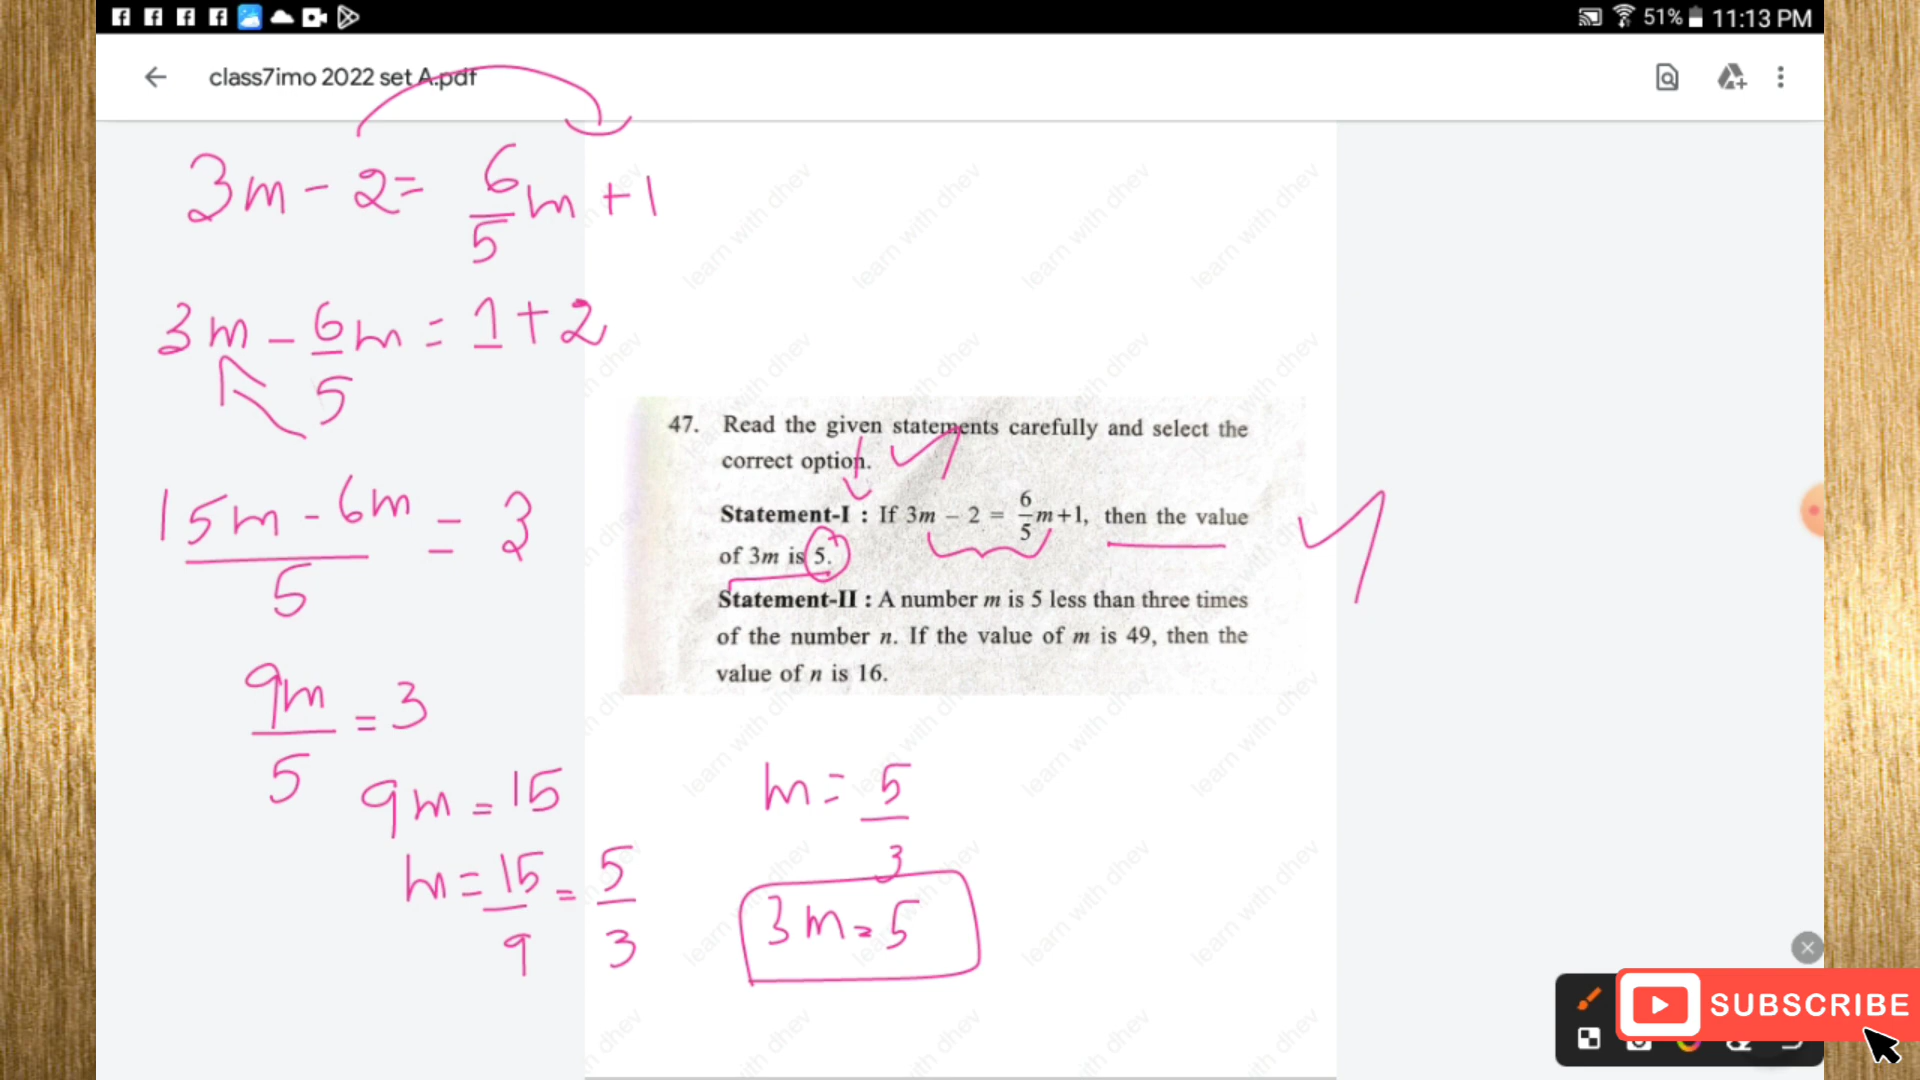 51% 11:13 PM
class7imo 2022 set A.pdf
3m - 2 = 6/5 m + 1
3m - 6/5 m = 1 + 2
15m - 6m / 5 = 3
9m / 5 = 3
9m = 15
m = 15/9 = 5/3
47. Read the given statements carefully and select the
correct option.
Statement-I : If 3m – 2 = 6/5 m+1, then the value
of 3m is 5.
Statement-II : A number m is 5 less than three times
of the number n. If the value of m is 49, then the
value of n is 16.
m = 5/3
3m = 5
learn with dhev
SUBSCRIBE